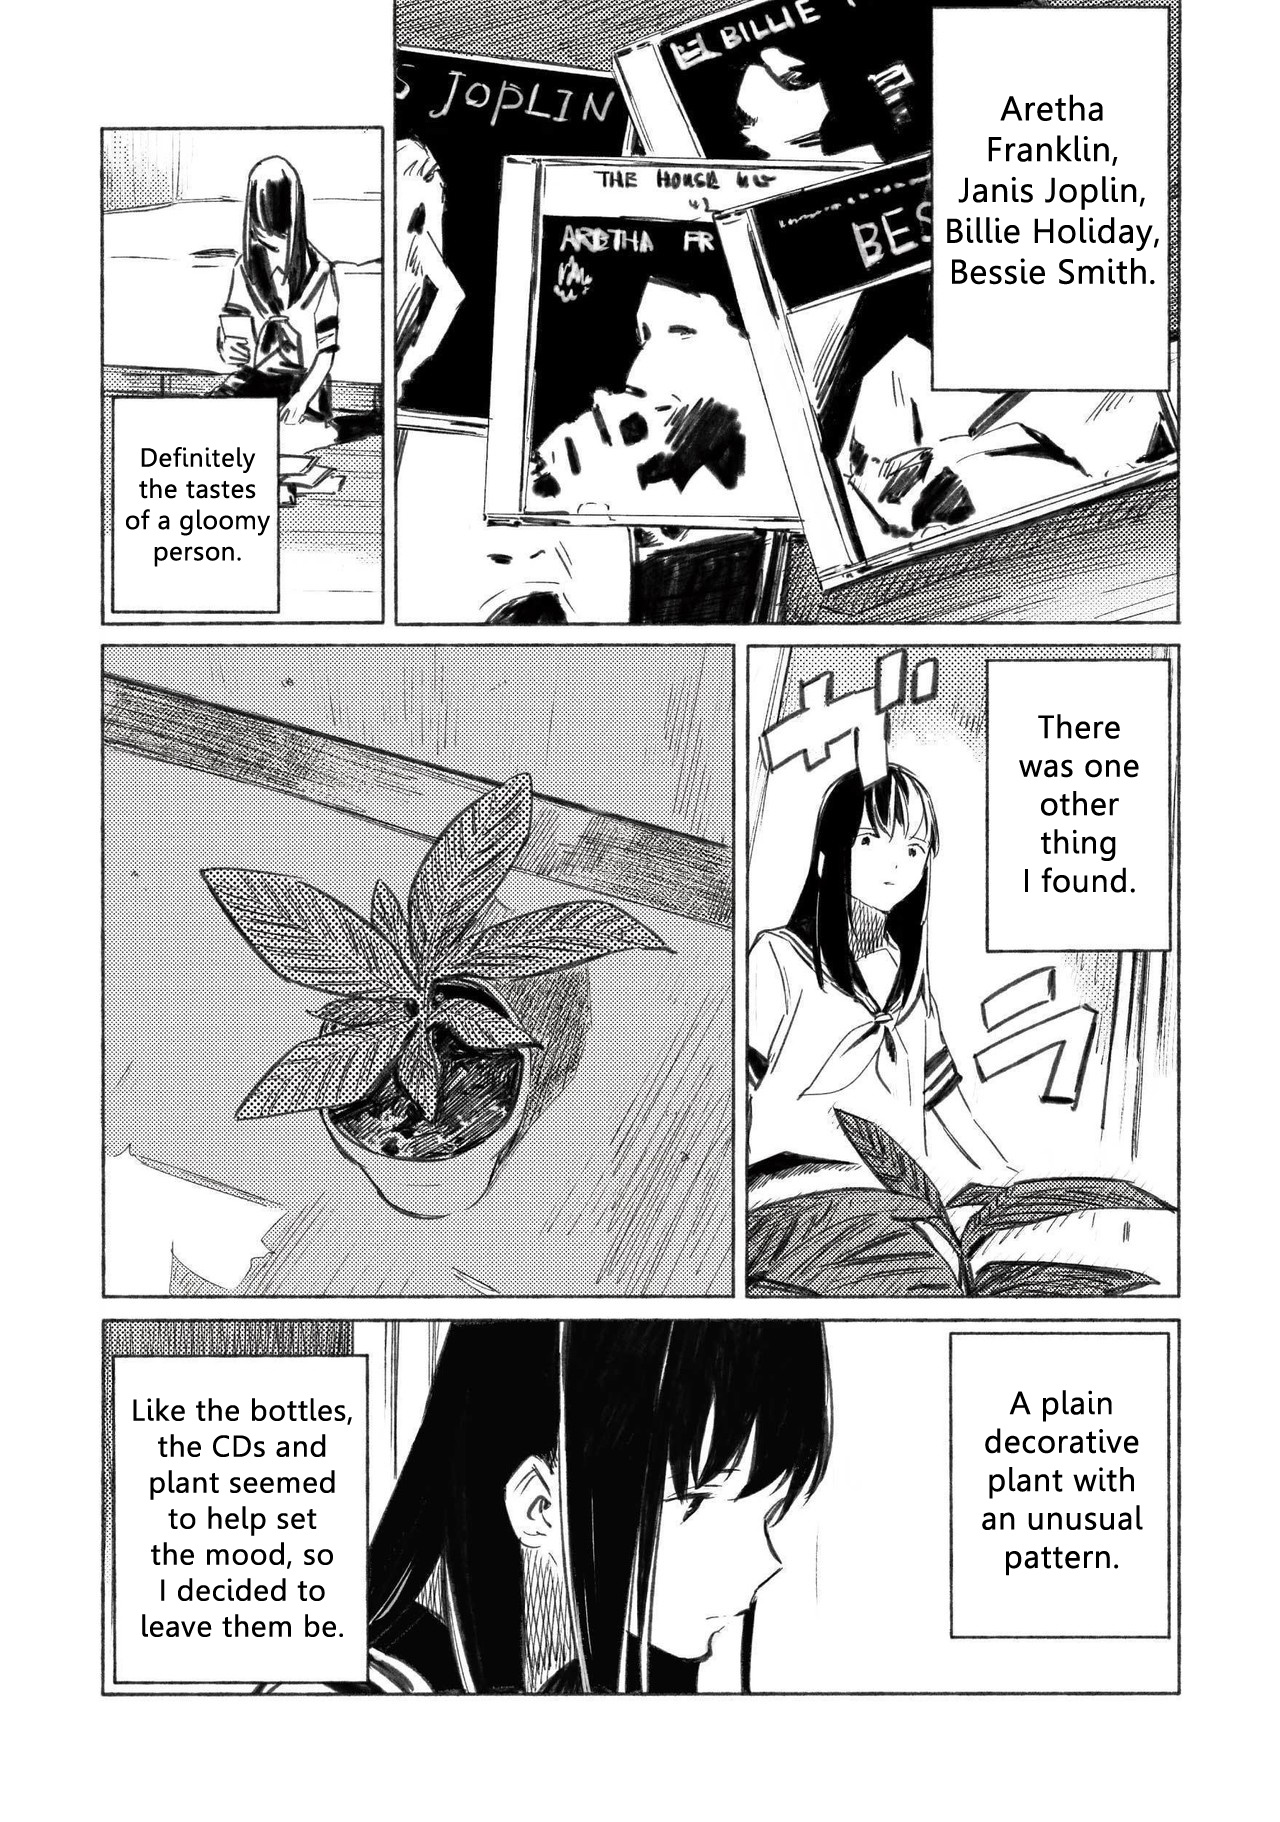 Aretha
Franklin,
Janis Joplin,
Billie Holiday,
Bessie Smith.
BILLIE
S JOPLIN
THE HOUSE
ARETHA FR
BES
Definitely
the tastes
of a gloomy
person.
There
was one
other
thing
I found.
ガ
ラ
A plain
decorative
plant with
an unusual
pattern.
Like the bottles,
the CDs and
plant seemed
to help set
the mood, so
I decided to
leave them be.